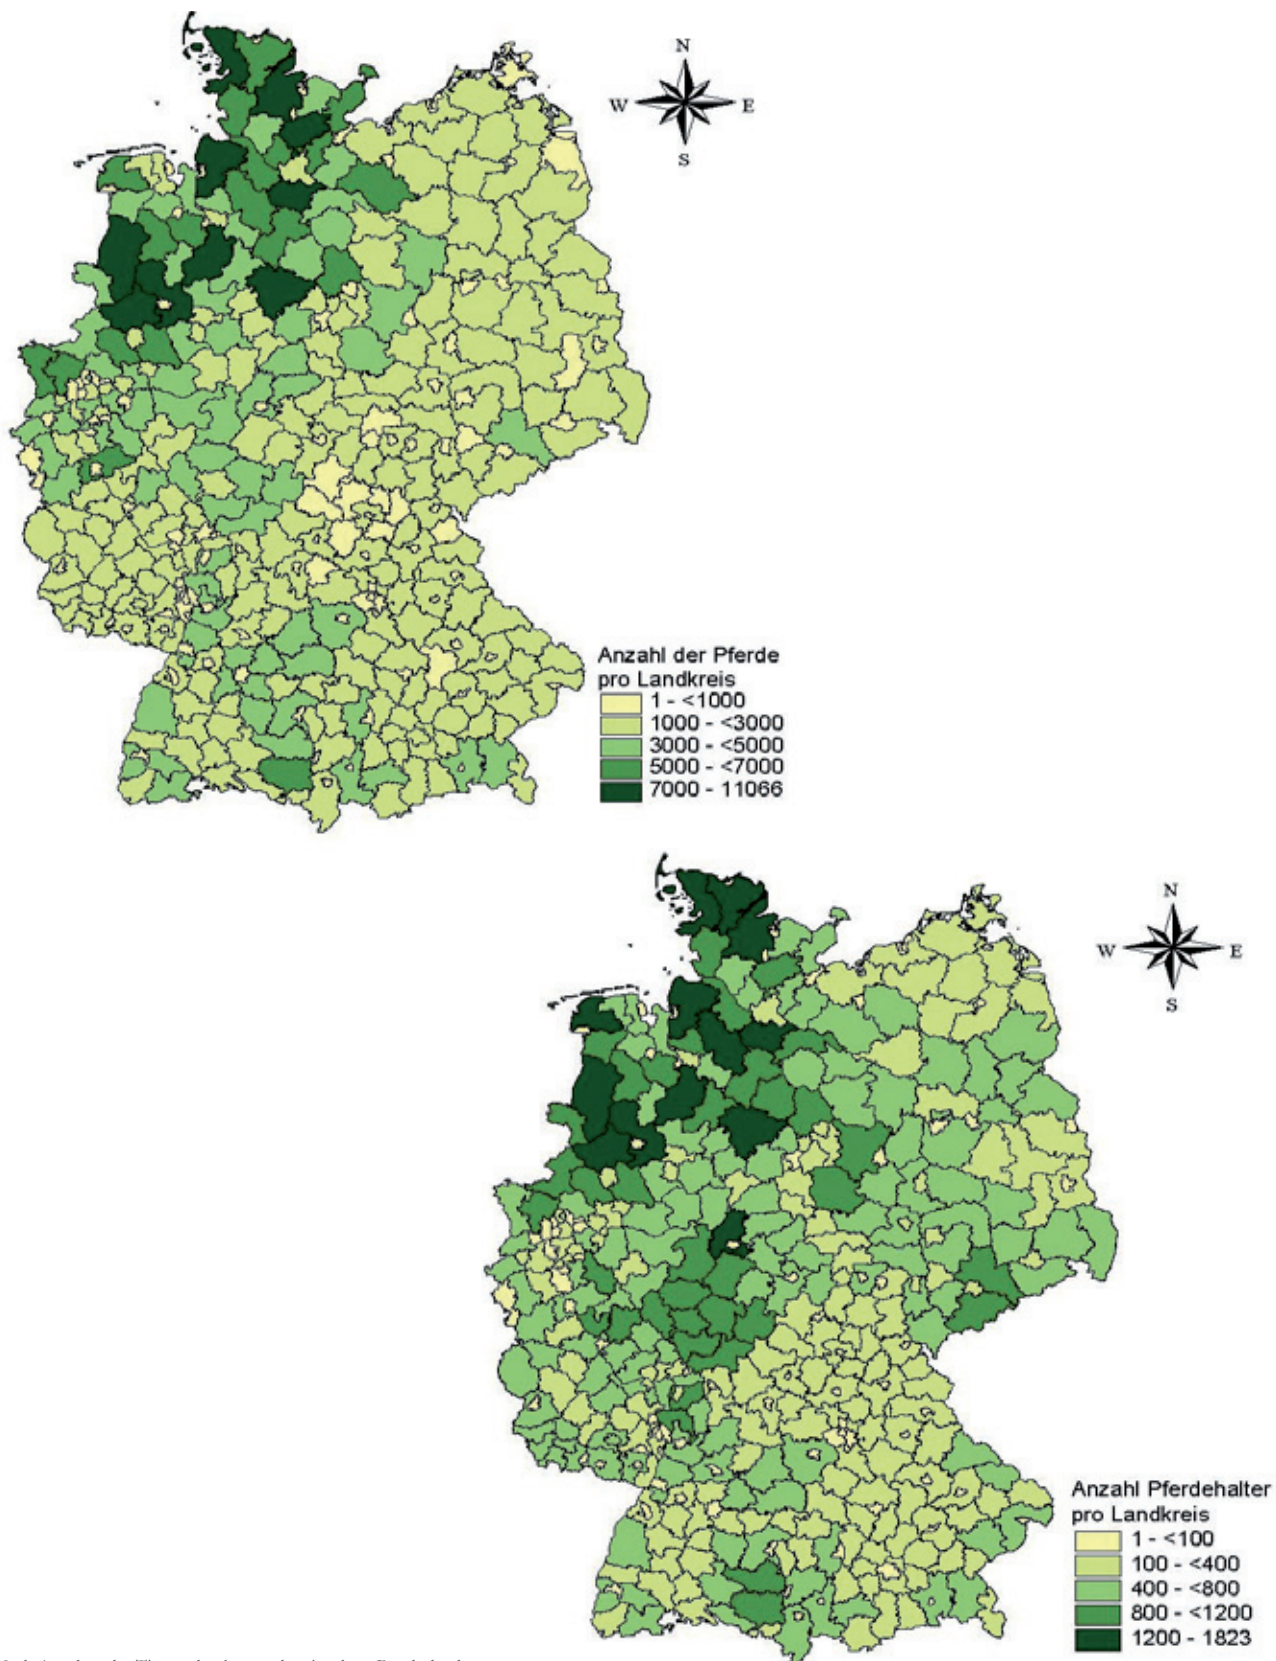 N
W E
S
Anzahl der Pferde
pro Landkreis
1 - <1000
1000 - <3000
3000 - <5000
5000 - <7000
7000 - 11066
N
W E
S
Anzahl Pferdehalter
pro Landkreis
1 - <100
100 - <400
400 - <800
800 - <1200
1200 - 1823